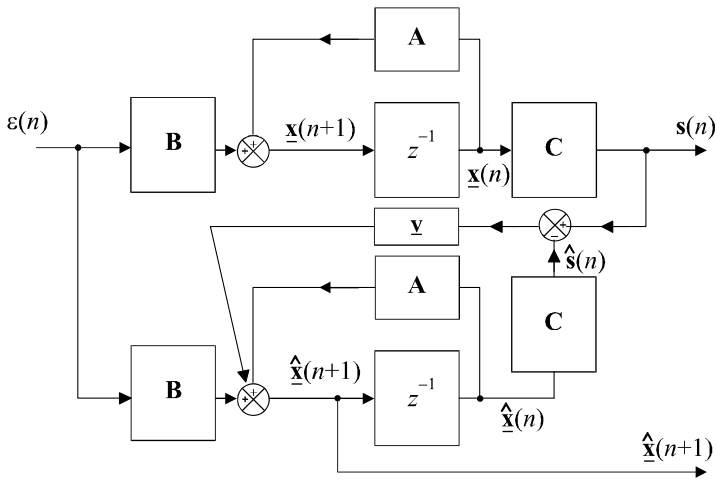 A
ε(n)
B
+
+
x(n+1)
z⁻¹
x(n)
C
s(n)
v
+
−
ŝ(n)
A
C
B
+
+
x̂(n+1)
z⁻¹
x̂(n)
x̂(n+1)